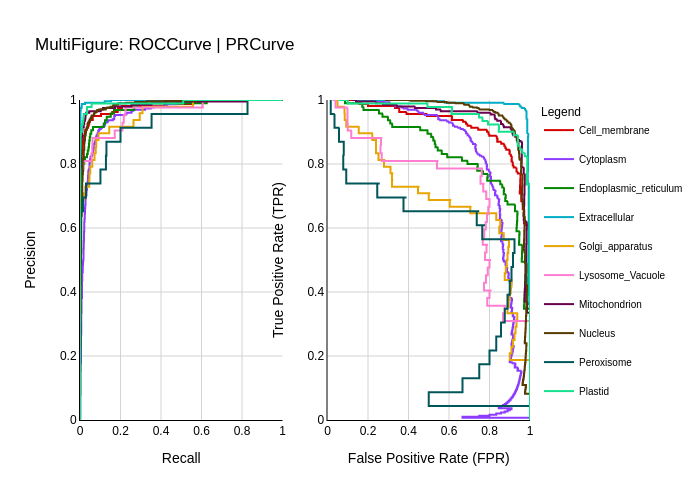 MultiFigure: ROCCurve | PRCurve
Precision
1
0.8
0.6
0.4
0.2
0
0 0.2 0.4 0.6 0.8 1
Recall
True Positive Rate (TPR)
1
0.8
0.6
0.4
0.2
0
0 0.2 0.4 0.6 0.8 1
False Positive Rate (FPR)
Legend
Cell_membrane
Cytoplasm
Endoplasmic_reticulum
Extracellular
Golgi_apparatus
Lysosome_Vacuole
Mitochondrion
Nucleus
Peroxisome
Plastid